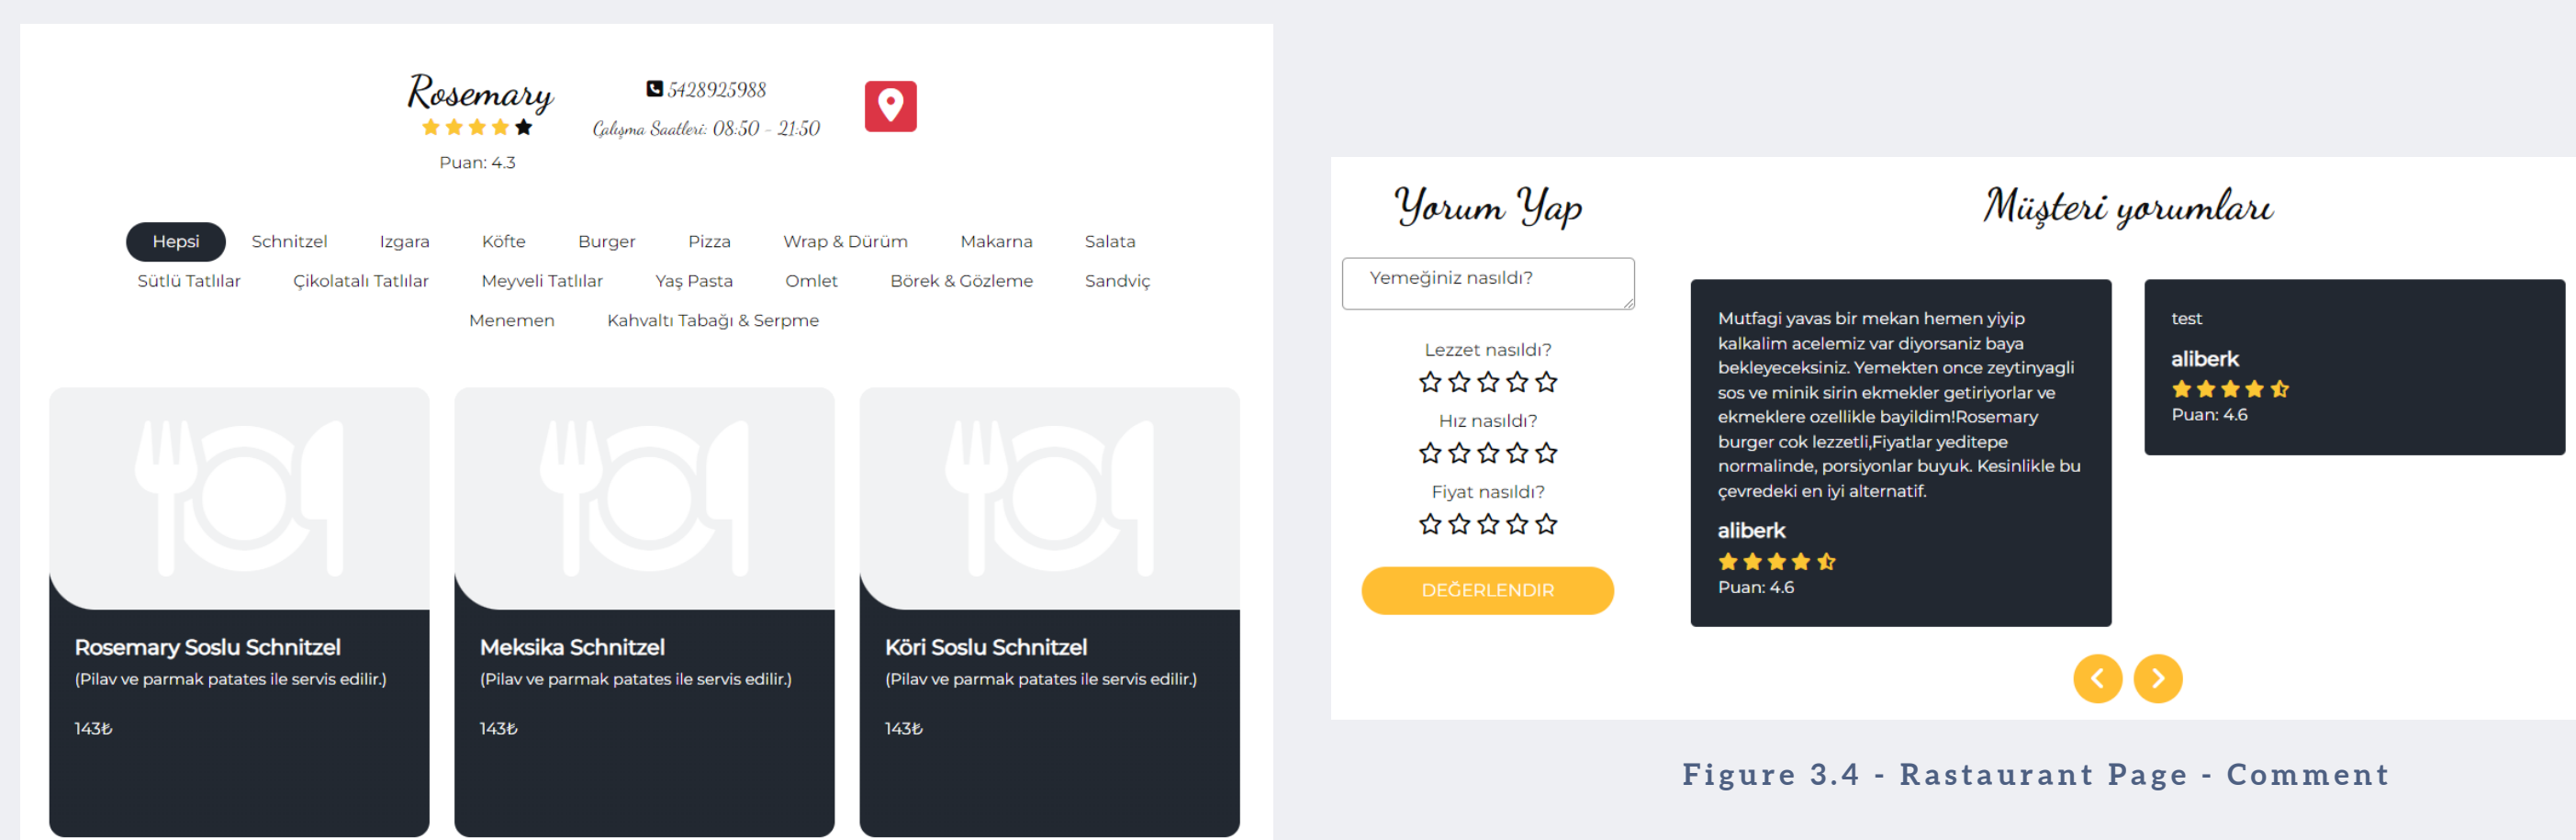 Rosemary
5428925988
Çalışma Saatleri: 08:50 - 21:50
Puan: 4.3
Hepsi Schnitzel Izgara Köfte Burger Pizza Wrap & Dürüm Makarna Salata
Sütlü Tatlılar Çikolatalı Tatlılar Meyveli Tatlılar Yaş Pasta Omlet Börek & Gözleme Sandviç
Menemen Kahvaltı Tabağı & Serpme
Rosemary Soslu Schnitzel
(Pilav ve parmak patates ile servis edilir.)
143₺
Meksika Schnitzel
(Pilav ve parmak patates ile servis edilir.)
143₺
Köri Soslu Schnitzel
(Pilav ve parmak patates ile servis edilir.)
143₺
Yorum Yap
Yemeğiniz nasıldı?
Lezzet nasıldı?
Hız nasıldı?
Fiyat nasıldı?
DEĞERLENDIR
Müşteri yorumları
Mutfagi yavas bir mekan hemen yiyip
kalkalim acelemiz var diyorsaniz baya
bekleyeceksiniz. Yemekten once zeytinyagli
sos ve minik sirin ekmekler getiriyorlar ve
ekmeklere ozellikle bayildim!Rosemary
burger cok lezzetli,Fiyatlar yeditepe
normalinde, porsiyonlar buyuk. Kesinlikle bu
çevredeki en iyi alternatif.
aliberk
Puan: 4.6
test
aliberk
Puan: 4.6
Figure 3.4 - Rastaurant Page - Comment